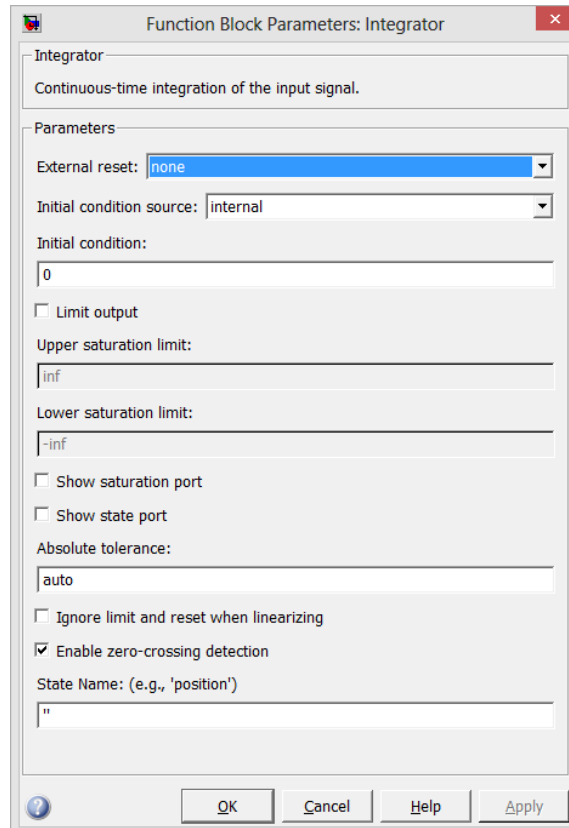 Function Block Parameters: Integrator
Integrator
Continuous-time integration of the input signal.
Parameters
External reset: none
Initial condition source: internal
Initial condition:
0
Limit output
Upper saturation limit:
inf
Lower saturation limit:
-inf
Show saturation port
Show state port
Absolute tolerance:
auto
Ignore limit and reset when linearizing
Enable zero-crossing detection
State Name: (e.g., 'position')
''
OK Cancel Help Apply